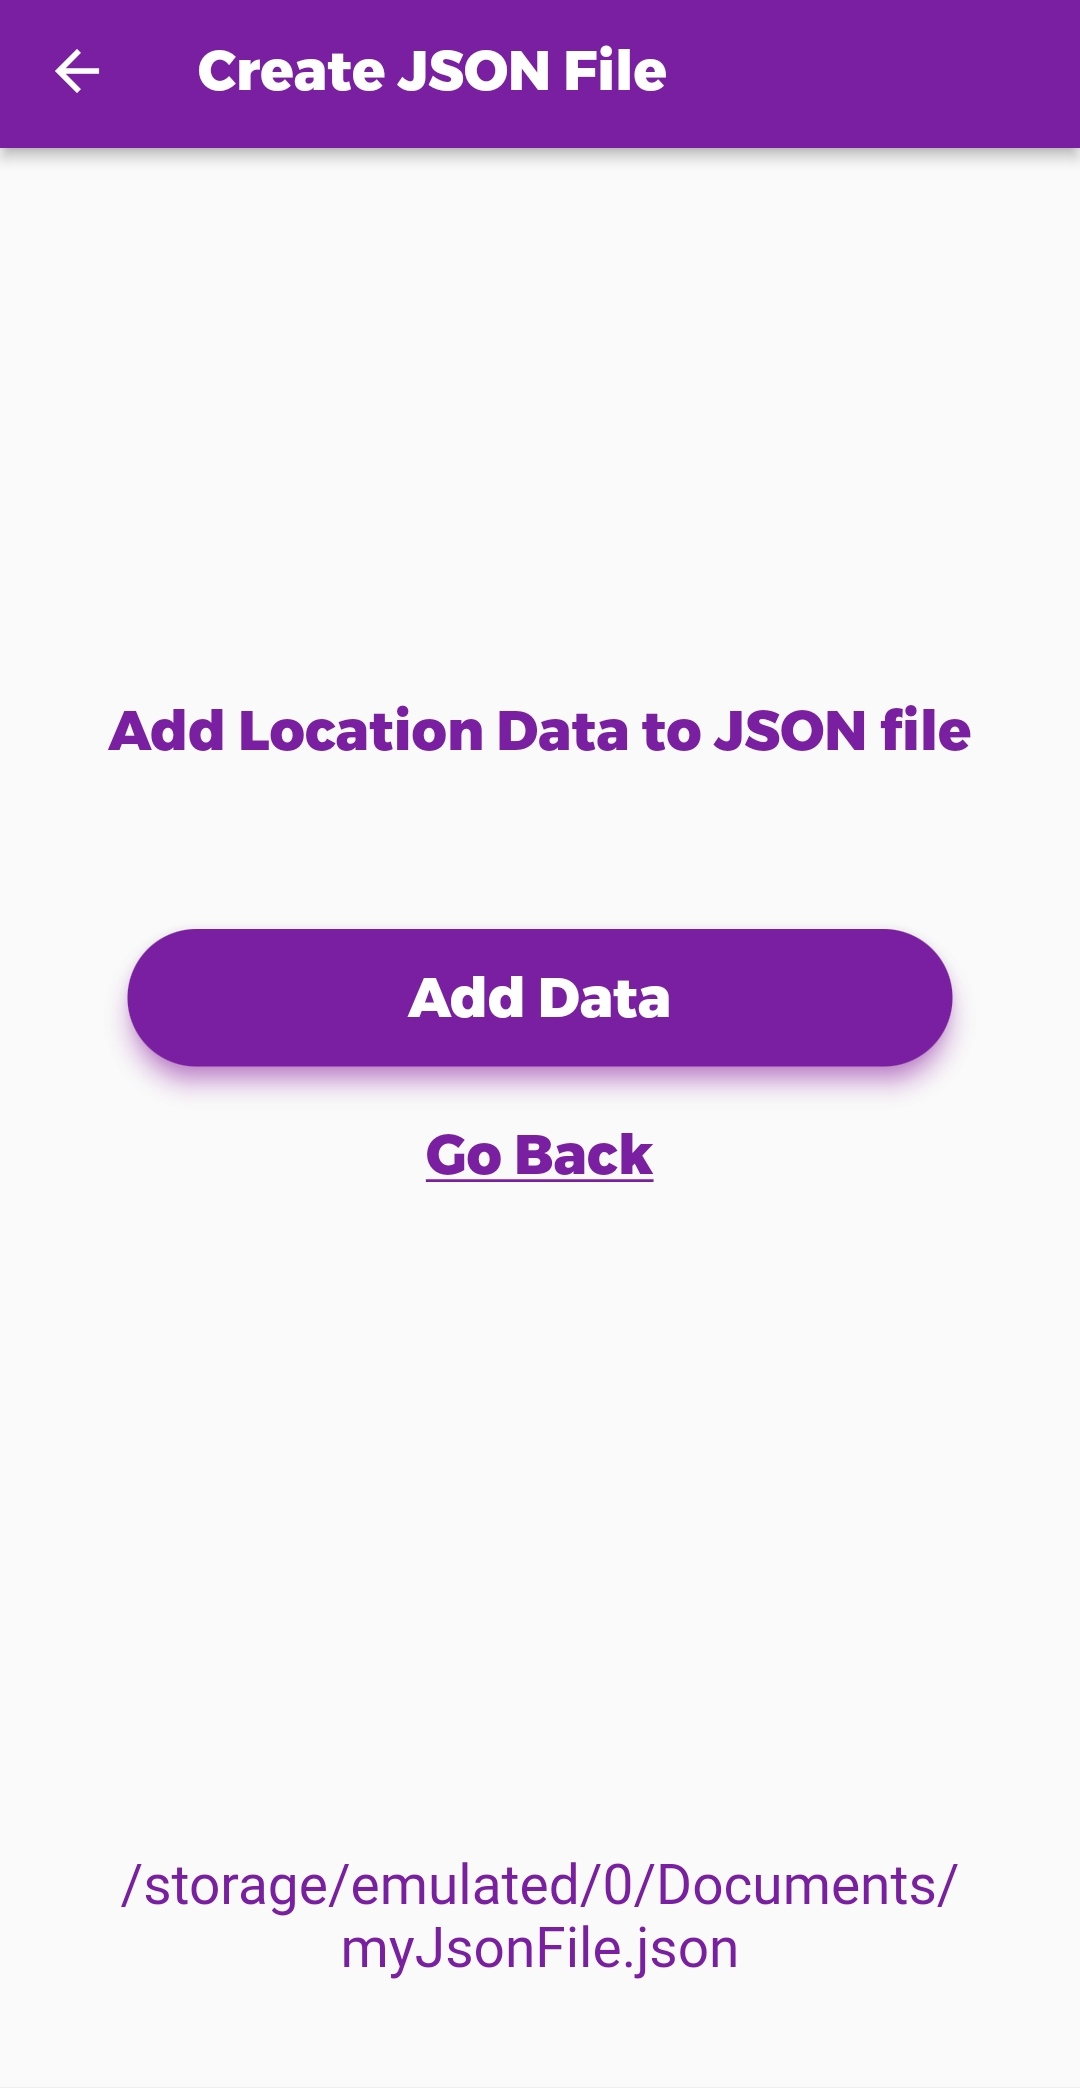 Create JSON File
Add Location Data to JSON file
Add Data
Go Back
/storage/emulated/0/Documents/
myJsonFile.json